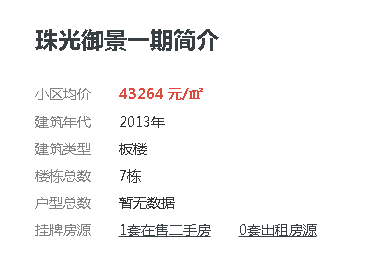 珠光御景一期简介
小区均价 43264 元/㎡
建筑年代 2013年
建筑类型 板楼
楼栋总数 7栋
户型总数 暂无数据
挂牌房源 1套在售二手房 0套出租房源